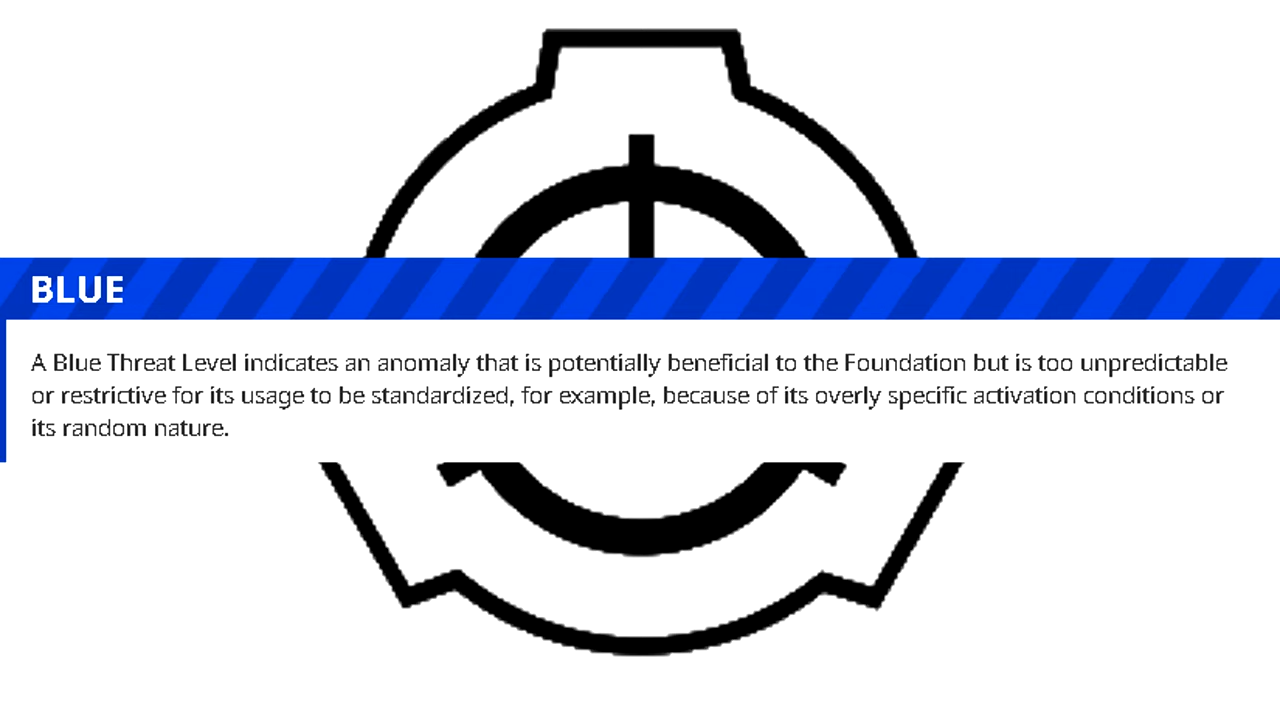 BLUE
A Blue Threat Level indicates an anomaly that is potentially beneficial to the Foundation but is too unpredictable
or restrictive for its usage to be standardized, for example, because of its overly specific activation conditions or
its random nature.